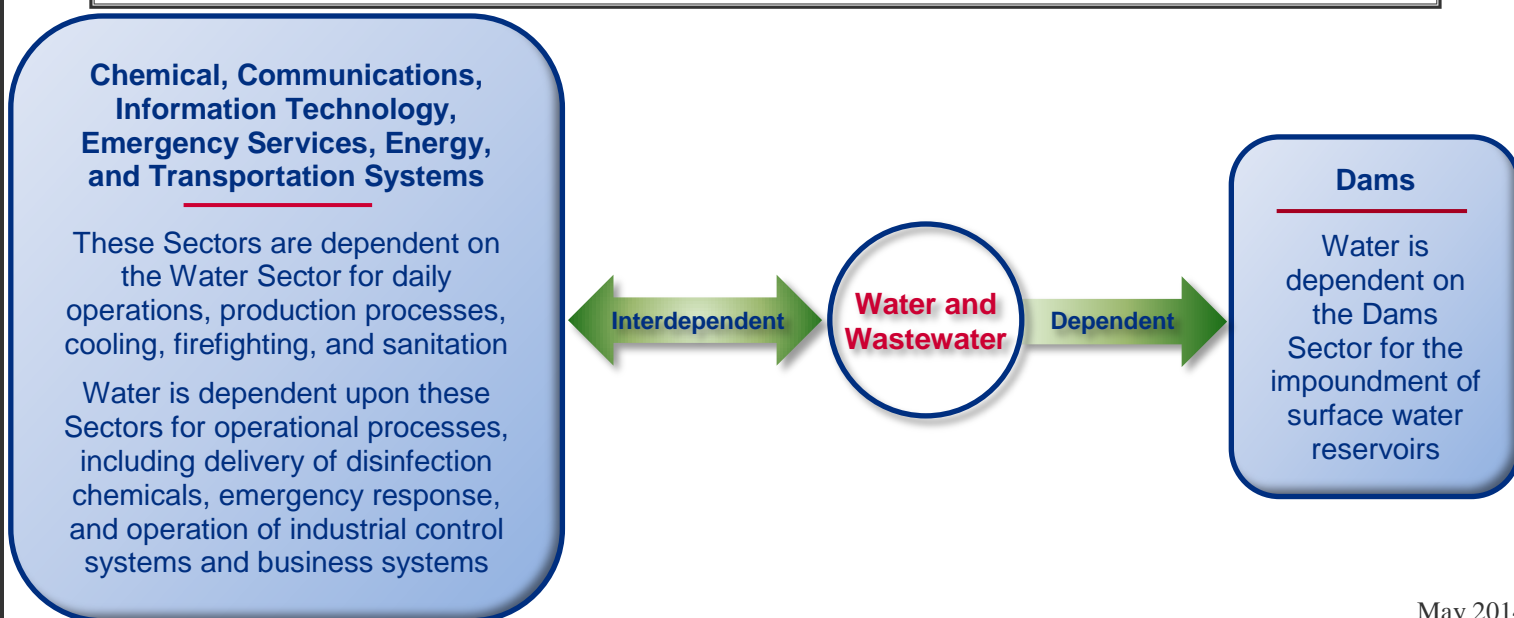 Chemical, Communications,
Information Technology,
Emergency Services, Energy,
and Transportation Systems
These Sectors are dependent on
the Water Sector for daily
operations, production processes,
cooling, firefighting, and sanitation
Water is dependent upon these
Sectors for operational processes,
including delivery of disinfection
chemicals, emergency response,
and operation of industrial control
systems and business systems
Interdependent
Water and
Wastewater
Dependent
Dams
Water is
dependent on
the Dams
Sector for the
impoundment of
surface water
reservoirs
May